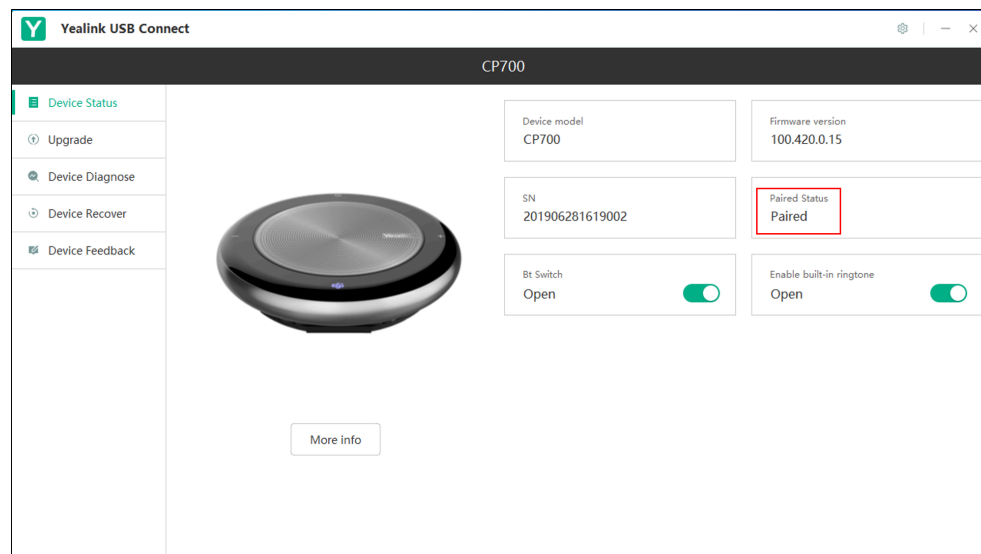 Yealink USB Connect
CP700
Device Status
Upgrade
Device Diagnose
Device Recover
Device Feedback
Yealink
More info
Device model
CP700
Firmware version
100.420.0.15
SN
201906281619002
Paired Status
Paired
Bt Switch
Open
Enable built-in ringtone
Open